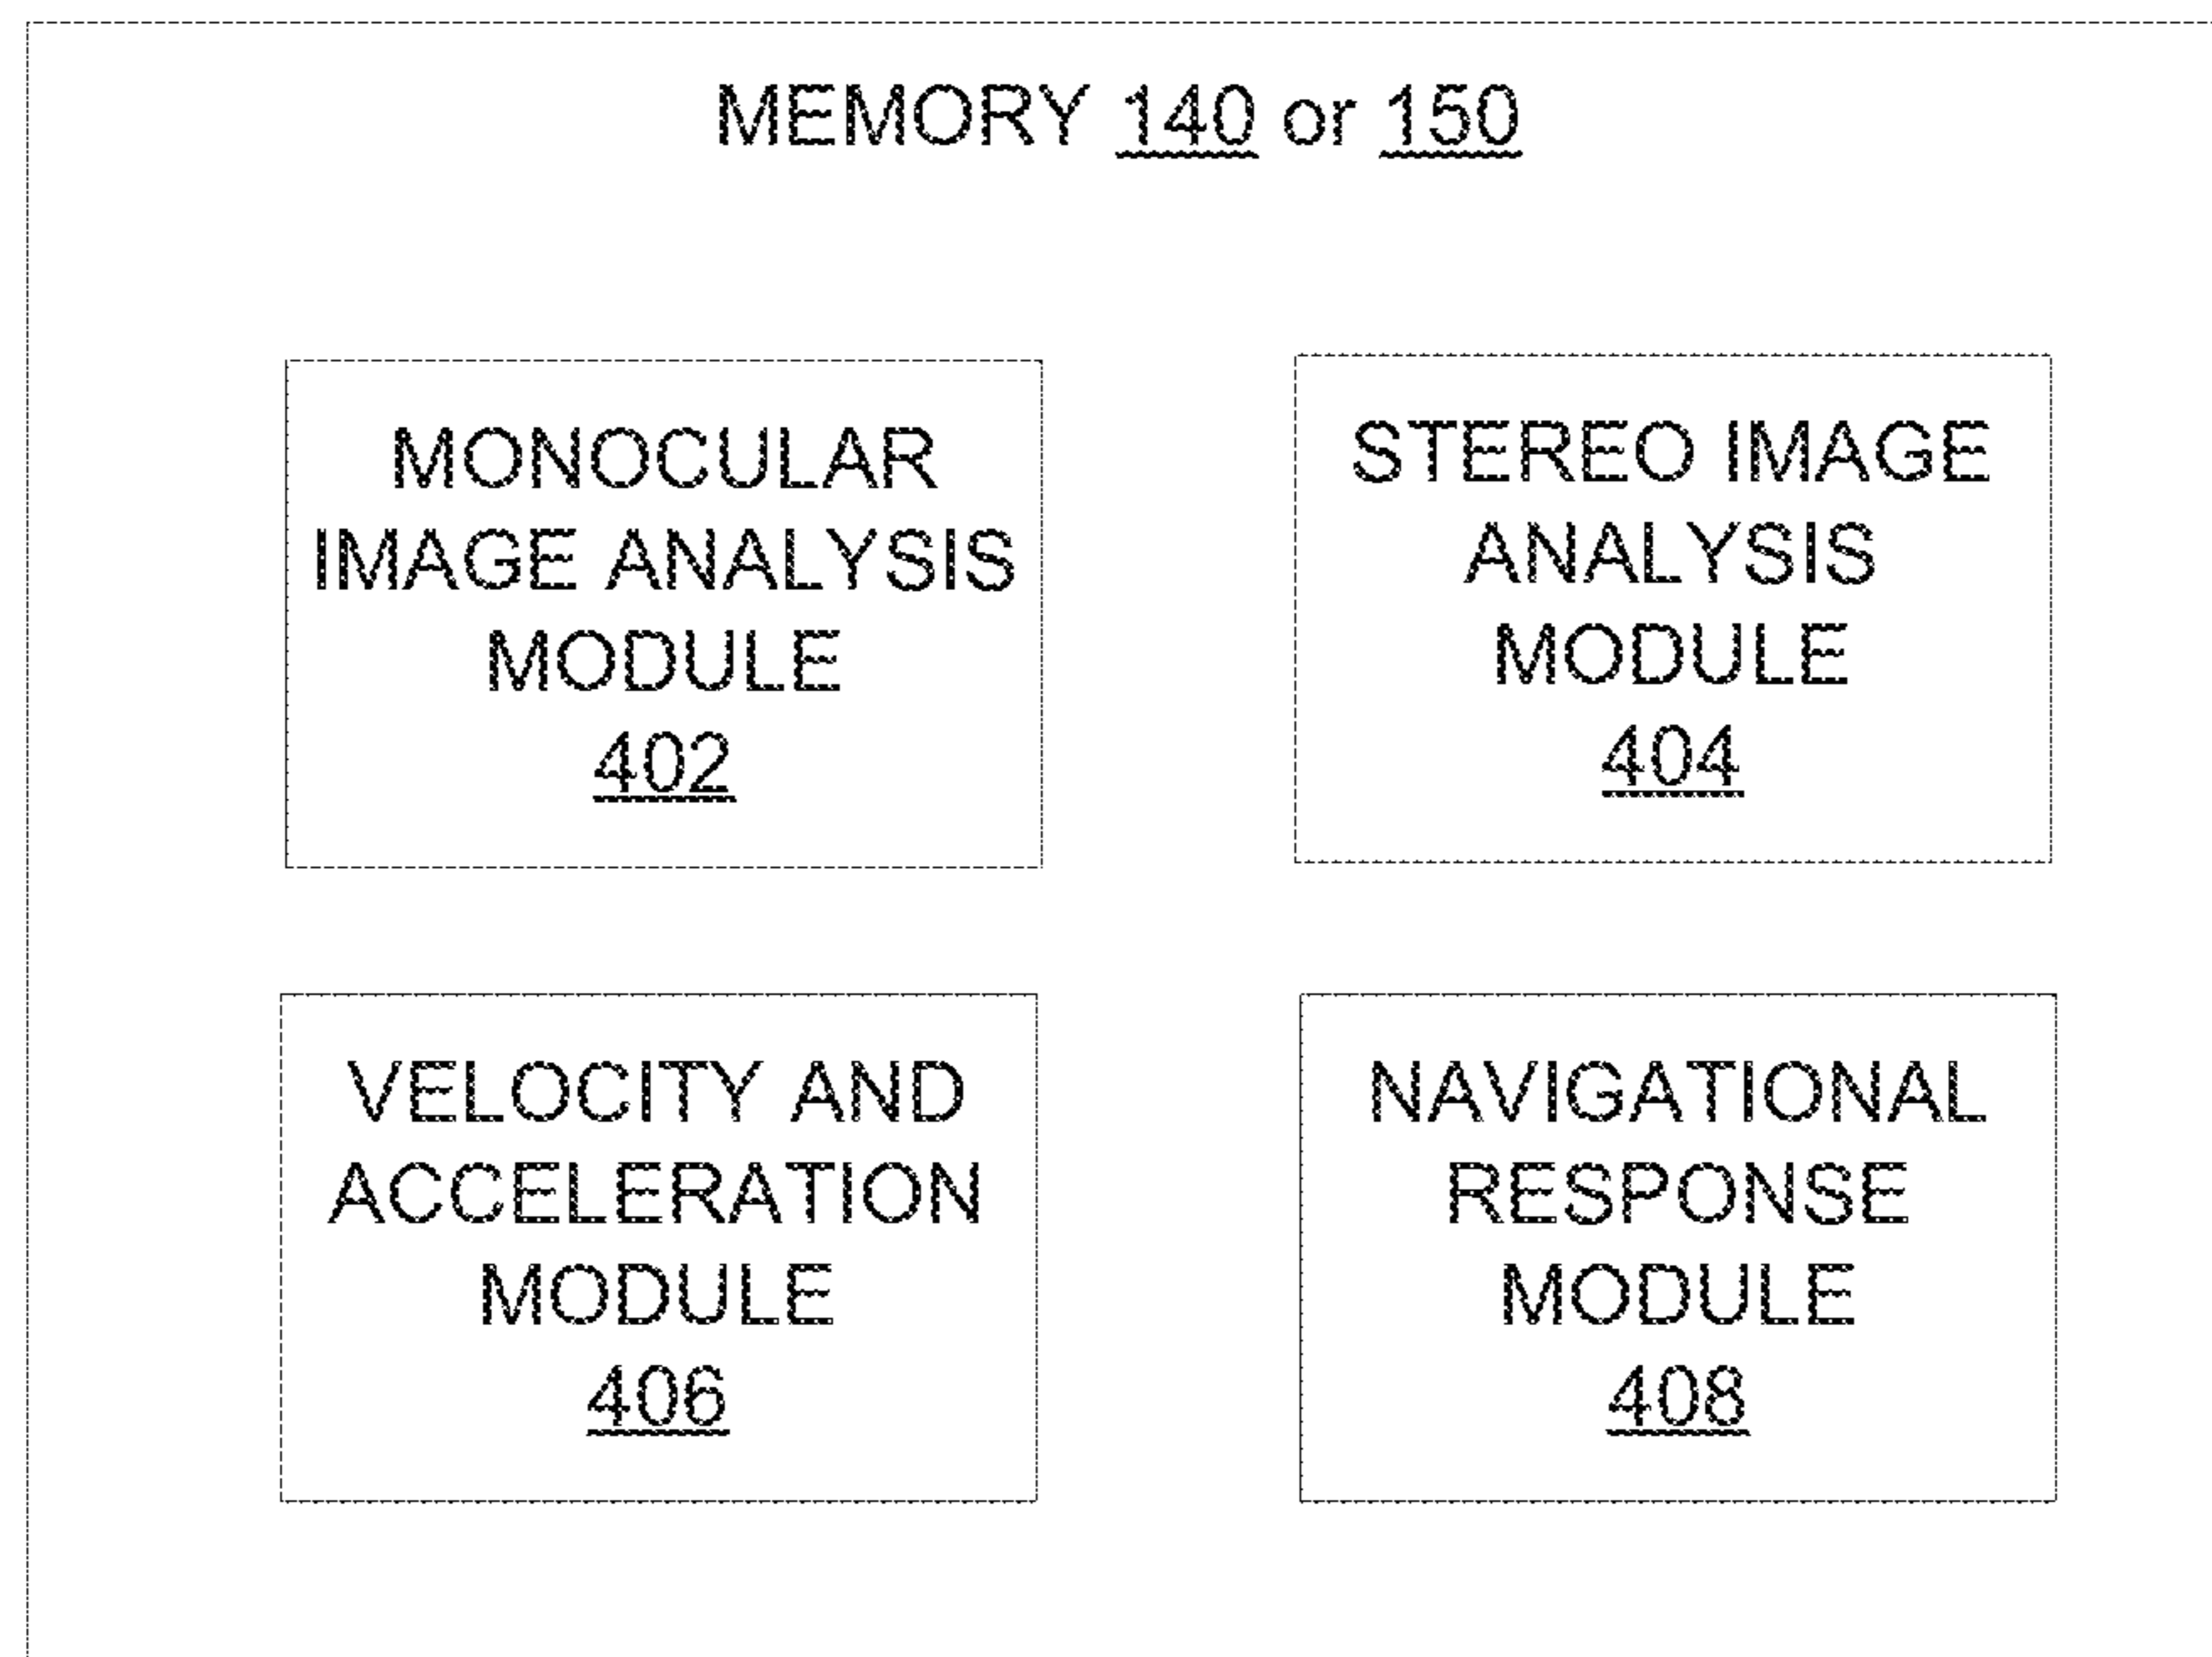 MEMORY 140 or 150
MONOCULAR
IMAGE ANALYSIS
MODULE
402
STEREO IMAGE
ANALYSIS
MODULE
404
VELOCITY AND
ACCELERATION
MODULE
406
NAVIGATIONAL
RESPONSE
MODULE
408